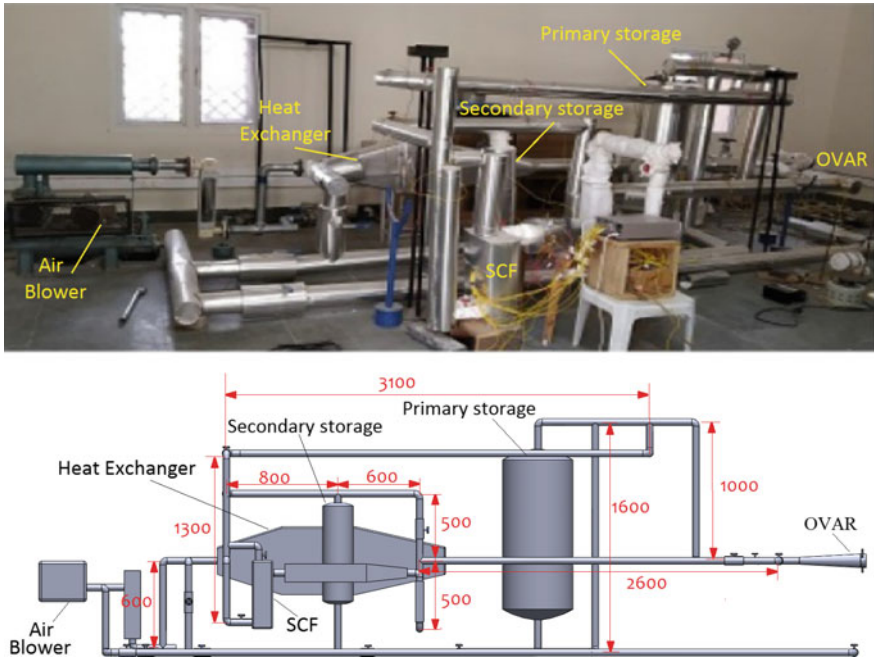 Primary storage
Heat
Exchanger
Secondary storage
OVAR
Air
Blower
SCF
3100
Primary storage
Secondary storage
Heat Exchanger
800
600
1300
500
1600
1000
OVAR
600
2600
500
SCF
Air
Blower